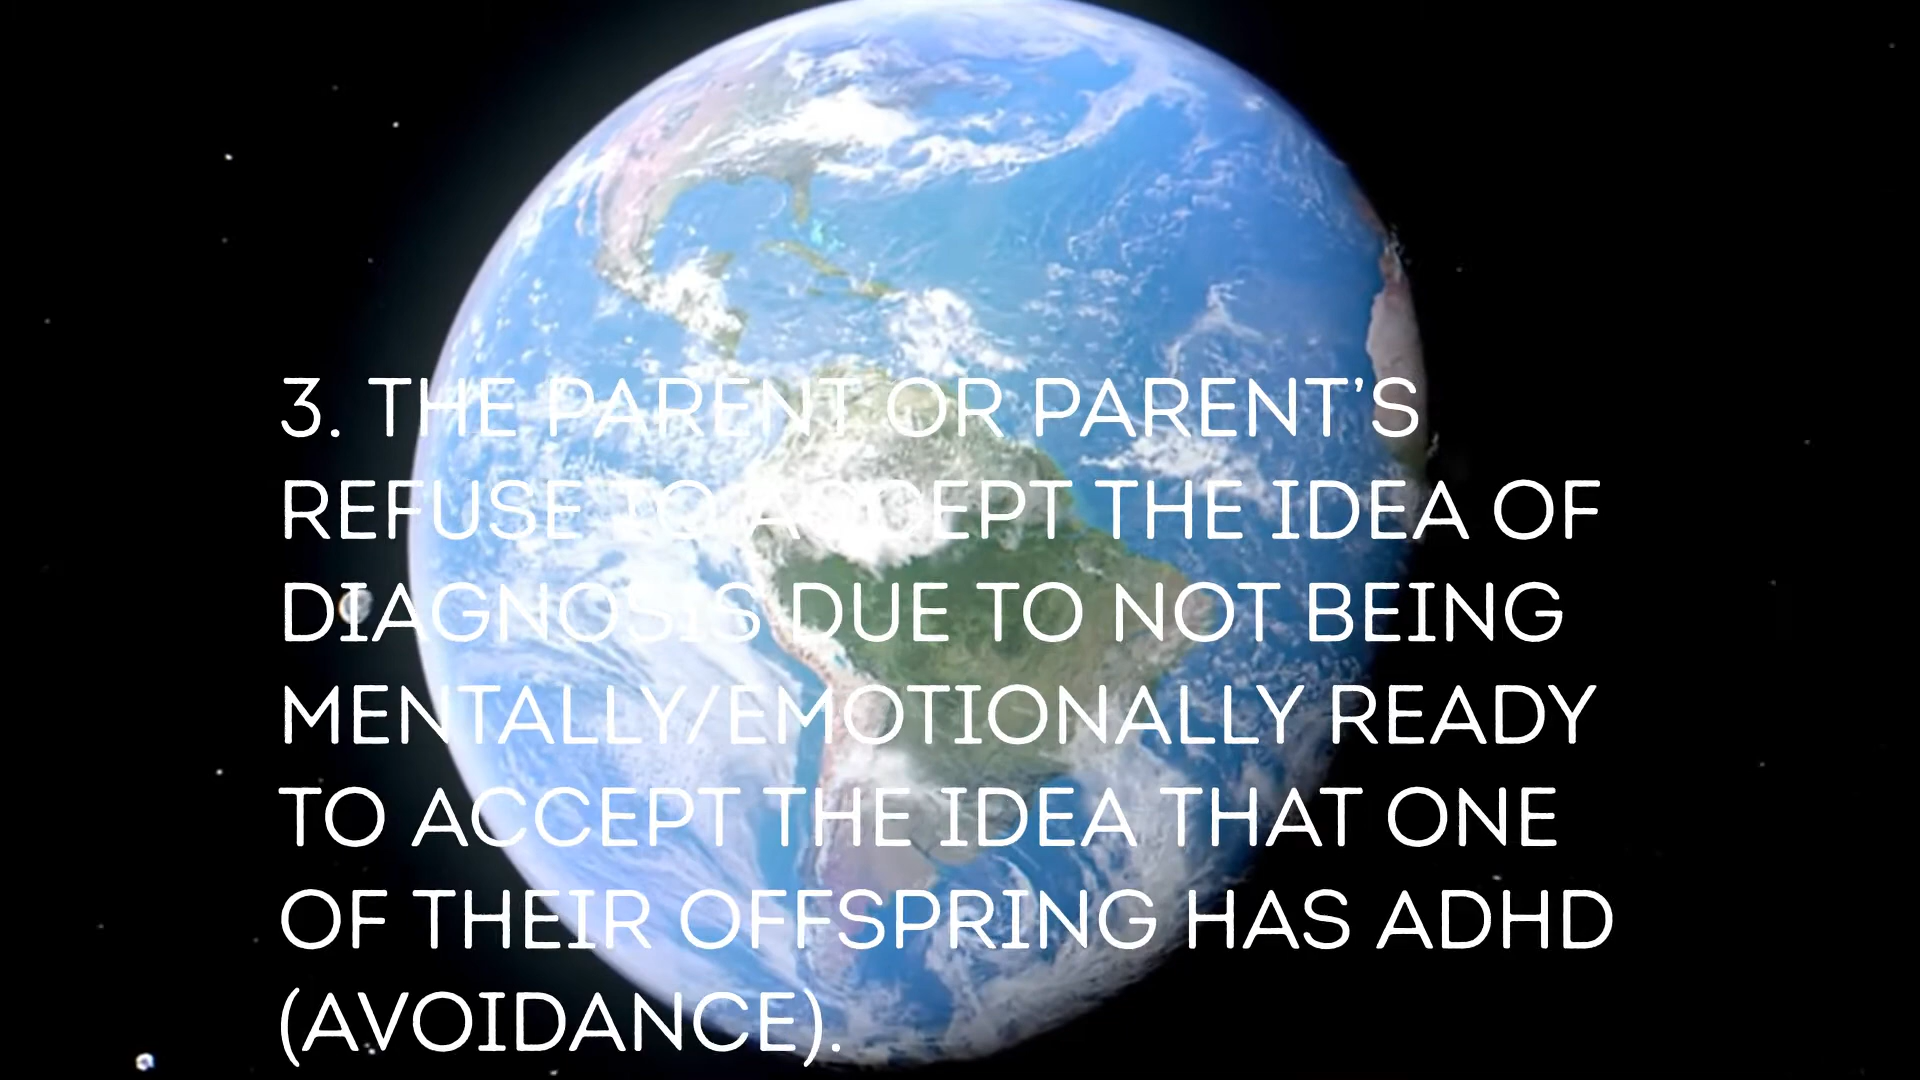 3. THE PARENT OR PARENT'S
REFUSE TO ACCEPT THE IDEA OF
DIAGNOSIS DUE TO NOT BEING
MENTALLY/EMOTIONALLY READY
TO ACCEPT THE IDEA THAT ONE
OF THEIR OFFSPRING HAS ADHD
(AVOIDANCE).